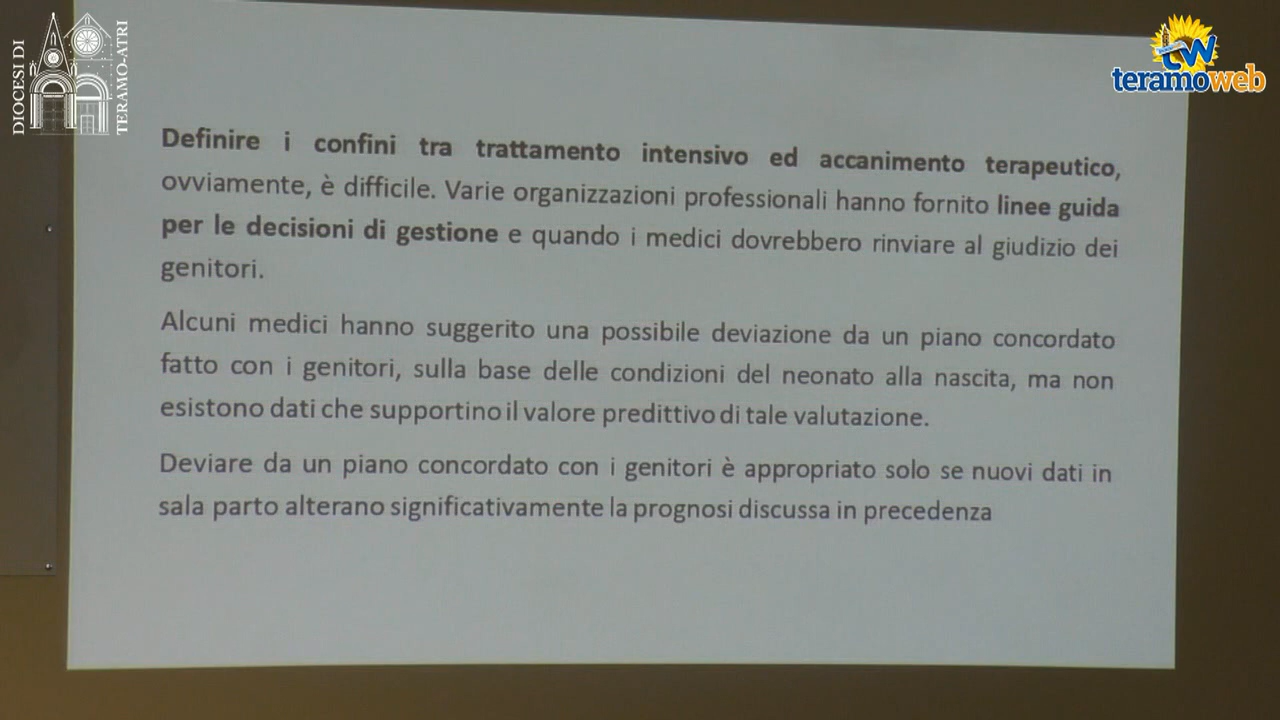 DIOCESI DI
TERAMO-ATRI
tw
teramoweb
Definire i confini tra trattamento intensivo ed accanimento terapeutico,
ovviamente, è difficile. Varie organizzazioni professionali hanno fornito linee guida
per le decisioni di gestione e quando i medici dovrebbero rinviare al giudizio dei
genitori.
Alcuni medici hanno suggerito una possibile deviazione da un piano concordato
fatto con i genitori, sulla base delle condizioni del neonato alla nascita, ma non
esistono dati che supportino il valore predittivo di tale valutazione.
Deviare da un piano concordato con i genitori è appropriato solo se nuovi dati in
sala parto alterano significativamente la prognosi discussa in precedenza